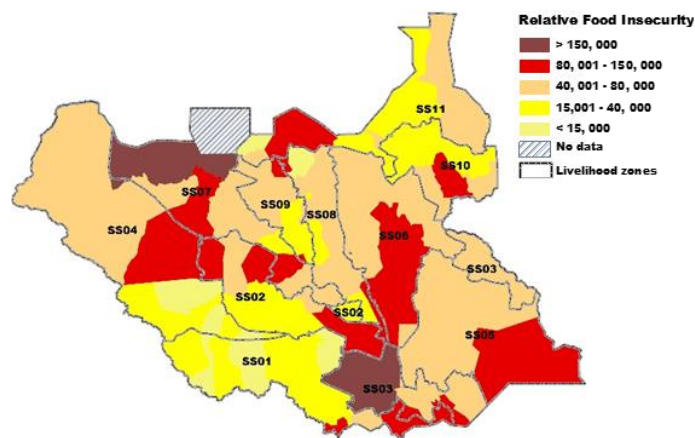 Relative Food Insecurity
> 150, 000
80, 001 - 150, 000
40, 001 - 80, 000
15,001 - 40, 000
< 15, 000
No data
Livelihood zones
SS11
SS10
SS07
SS09
SS08
SS04
SS06
SS03
SS02
SS02
SS05
SS01
SS03